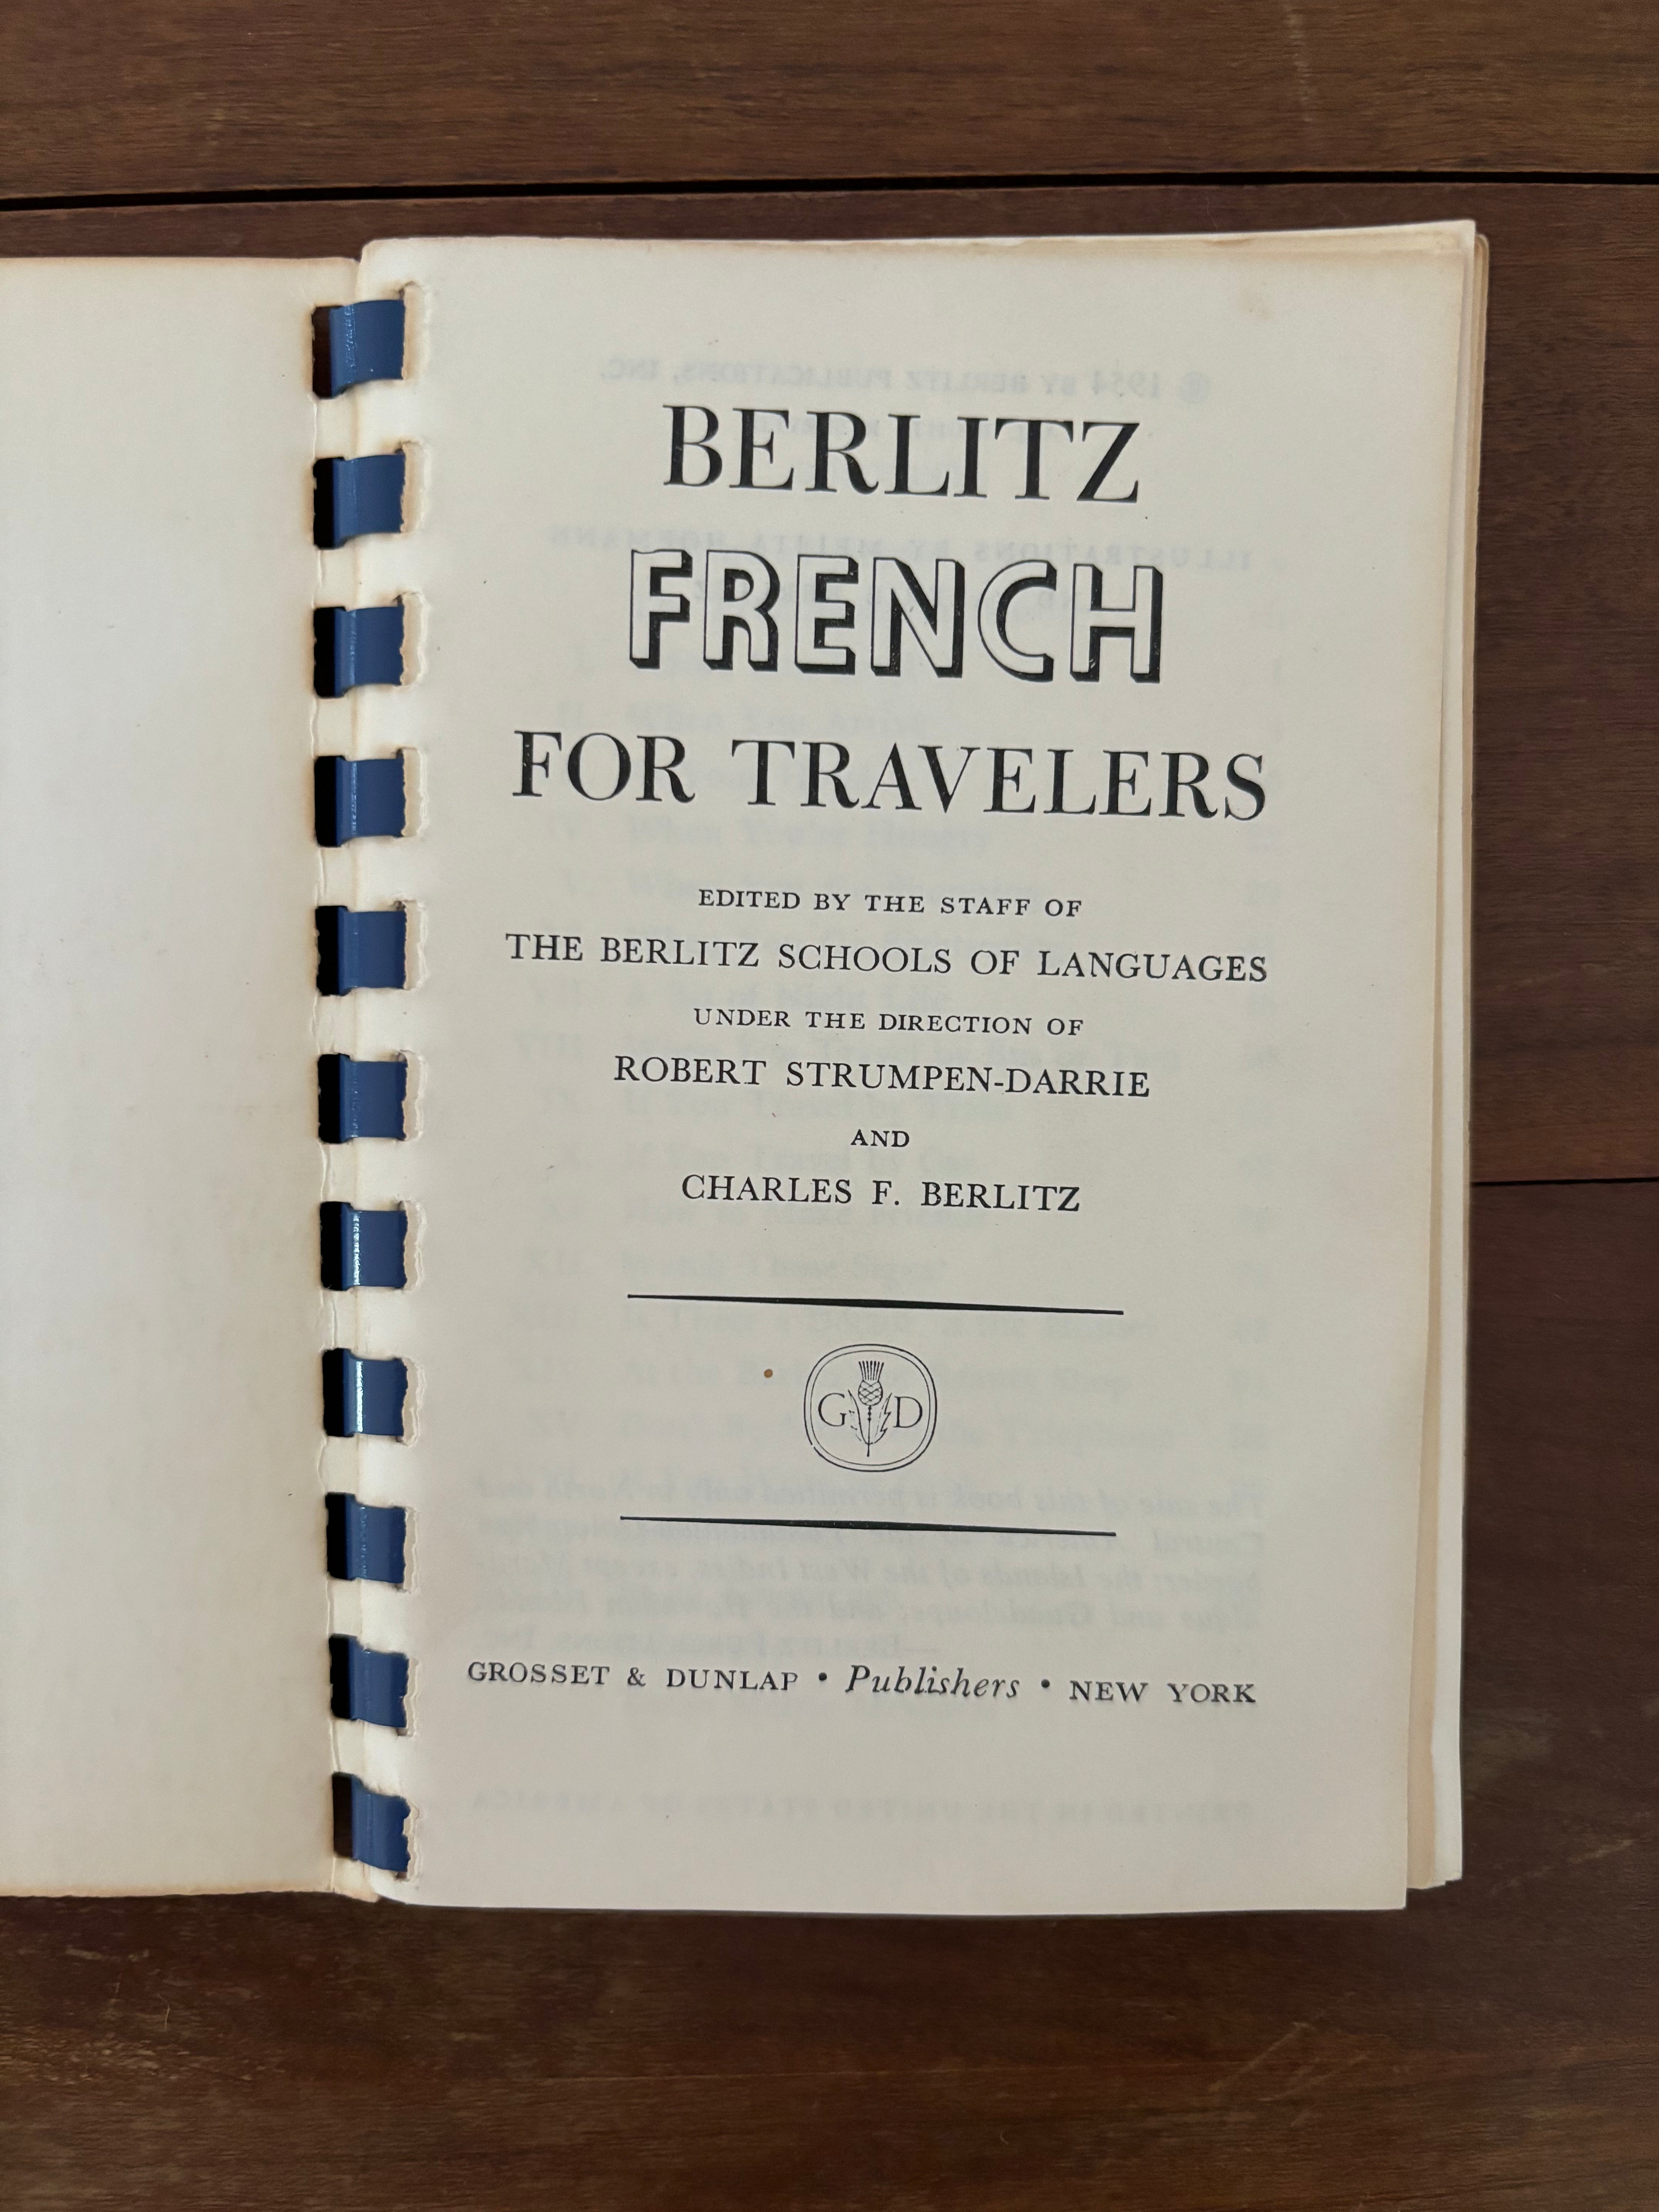 BERLITZ
FRENCH
FOR TRAVELERS
EDITED BY THE STAFF OF
THE BERLITZ SCHOOLS OF LANGUAGES
UNDER THE DIRECTION OF
ROBERT STRUMPEN-DARRIE
AND
CHARLES F. BERLITZ
G D
GROSSET & DUNLAP • Publishers • NEW YORK